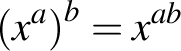 $(x^a)^b = x^{ab}$